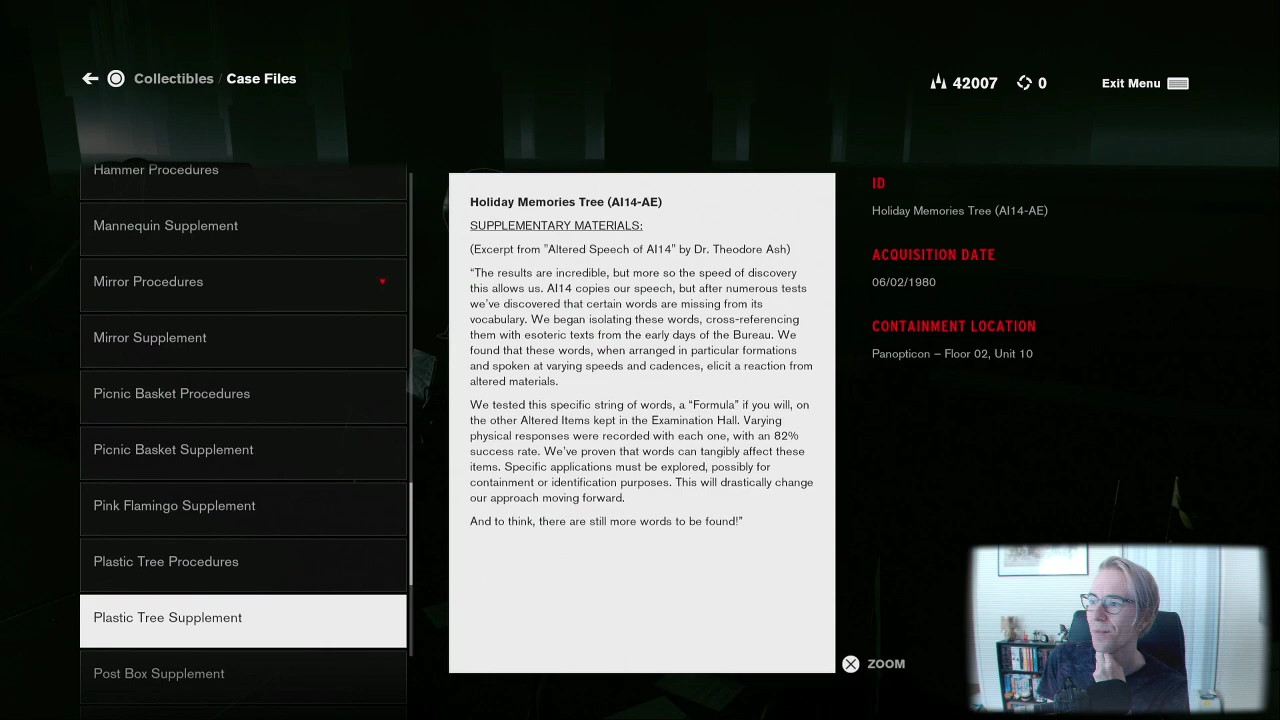 Collectibles / Case Files
42007
0
Exit Menu
Hammer Procedures
Mannequin Supplement
Mirror Procedures
Mirror Supplement
Picnic Basket Procedures
Picnic Basket Supplement
Pink Flamingo Supplement
Plastic Tree Procedures
Plastic Tree Supplement
Post Box Supplement
Holiday Memories Tree (AI14-AE)
SUPPLEMENTARY MATERIALS:
(Excerpt from "Altered Speech of AI14" by Dr. Theodore Ash)
“The results are incredible, but more so the speed of discovery
this allows us. AI14 copies our speech, but after numerous tests
we’ve discovered that certain words are missing from its
vocabulary. We began isolating these words, cross-referencing
them with esoteric texts from the early days of the Bureau. We
found that these words, when arranged in particular formations
and spoken at varying speeds and cadences, elicit a reaction from
altered materials.
We tested this specific string of words, a “Formula” if you will, on
the other Altered Items kept in the Examination Hall. Varying
physical responses were recorded with each one, with an 82%
success rate. We’ve proven that words can tangibly affect these
items. Specific applications must be explored, possibly for
containment or identification purposes. This will drastically change
our approach moving forward.
And to think, there are still more words to be found!”
ZOOM
ID
Holiday Memories Tree (AI14-AE)
ACQUISITION DATE
06/02/1980
CONTAINMENT LOCATION
Panopticon – Floor 02, Unit 10